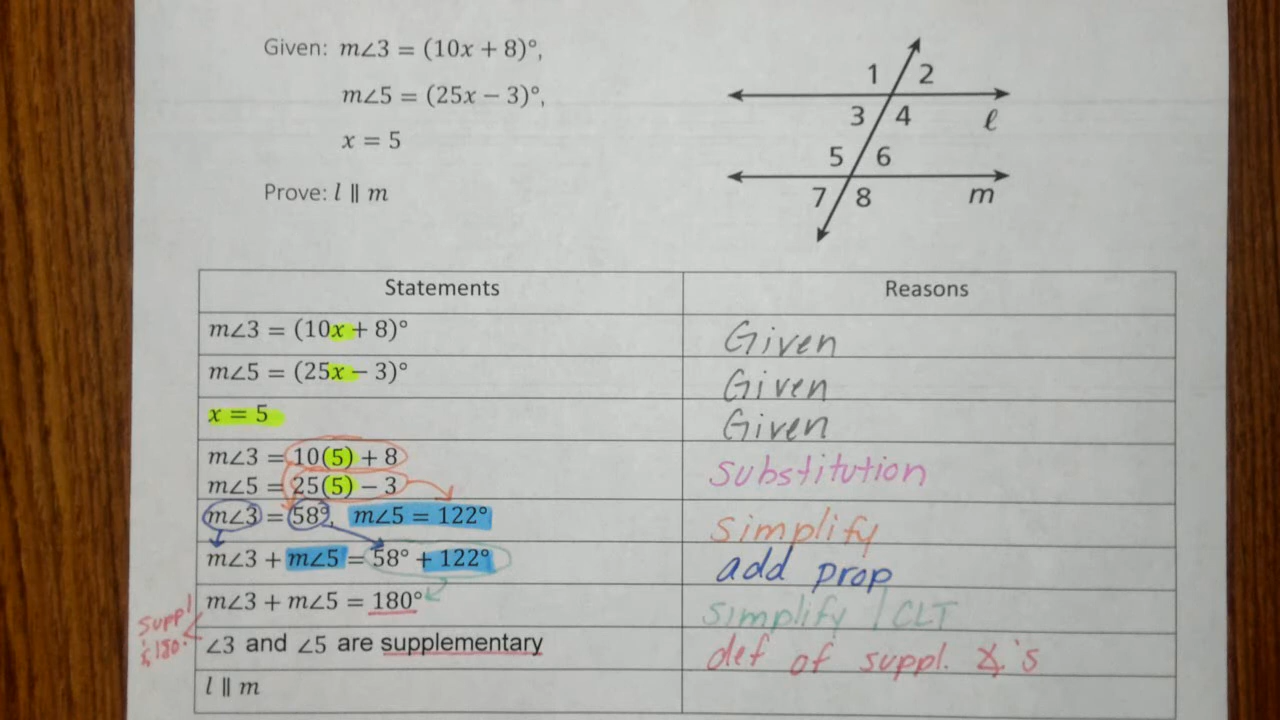 Given: m∠3 = (10x + 8)°,
m∠5 = (25x − 3)°,
x = 5
Prove: l ∥ m
1 2
3 4 ℓ
5 6
7 8 m
Statements Reasons
m∠3 = (10x + 8)° Given
m∠5 = (25x − 3)° Given
x = 5 Given
m∠3 = 10(5) + 8 substitution
m∠5 = 25(5) − 3
m∠3 = 58°, m∠5 = 122° simplify
m∠3 + m∠5 = 58° + 122° add prop
m∠3 + m∠5 = 180° simplify / CLT
suppl
180°
∠3 and ∠5 are supplementary def of suppl. ∡'s
l ∥ m